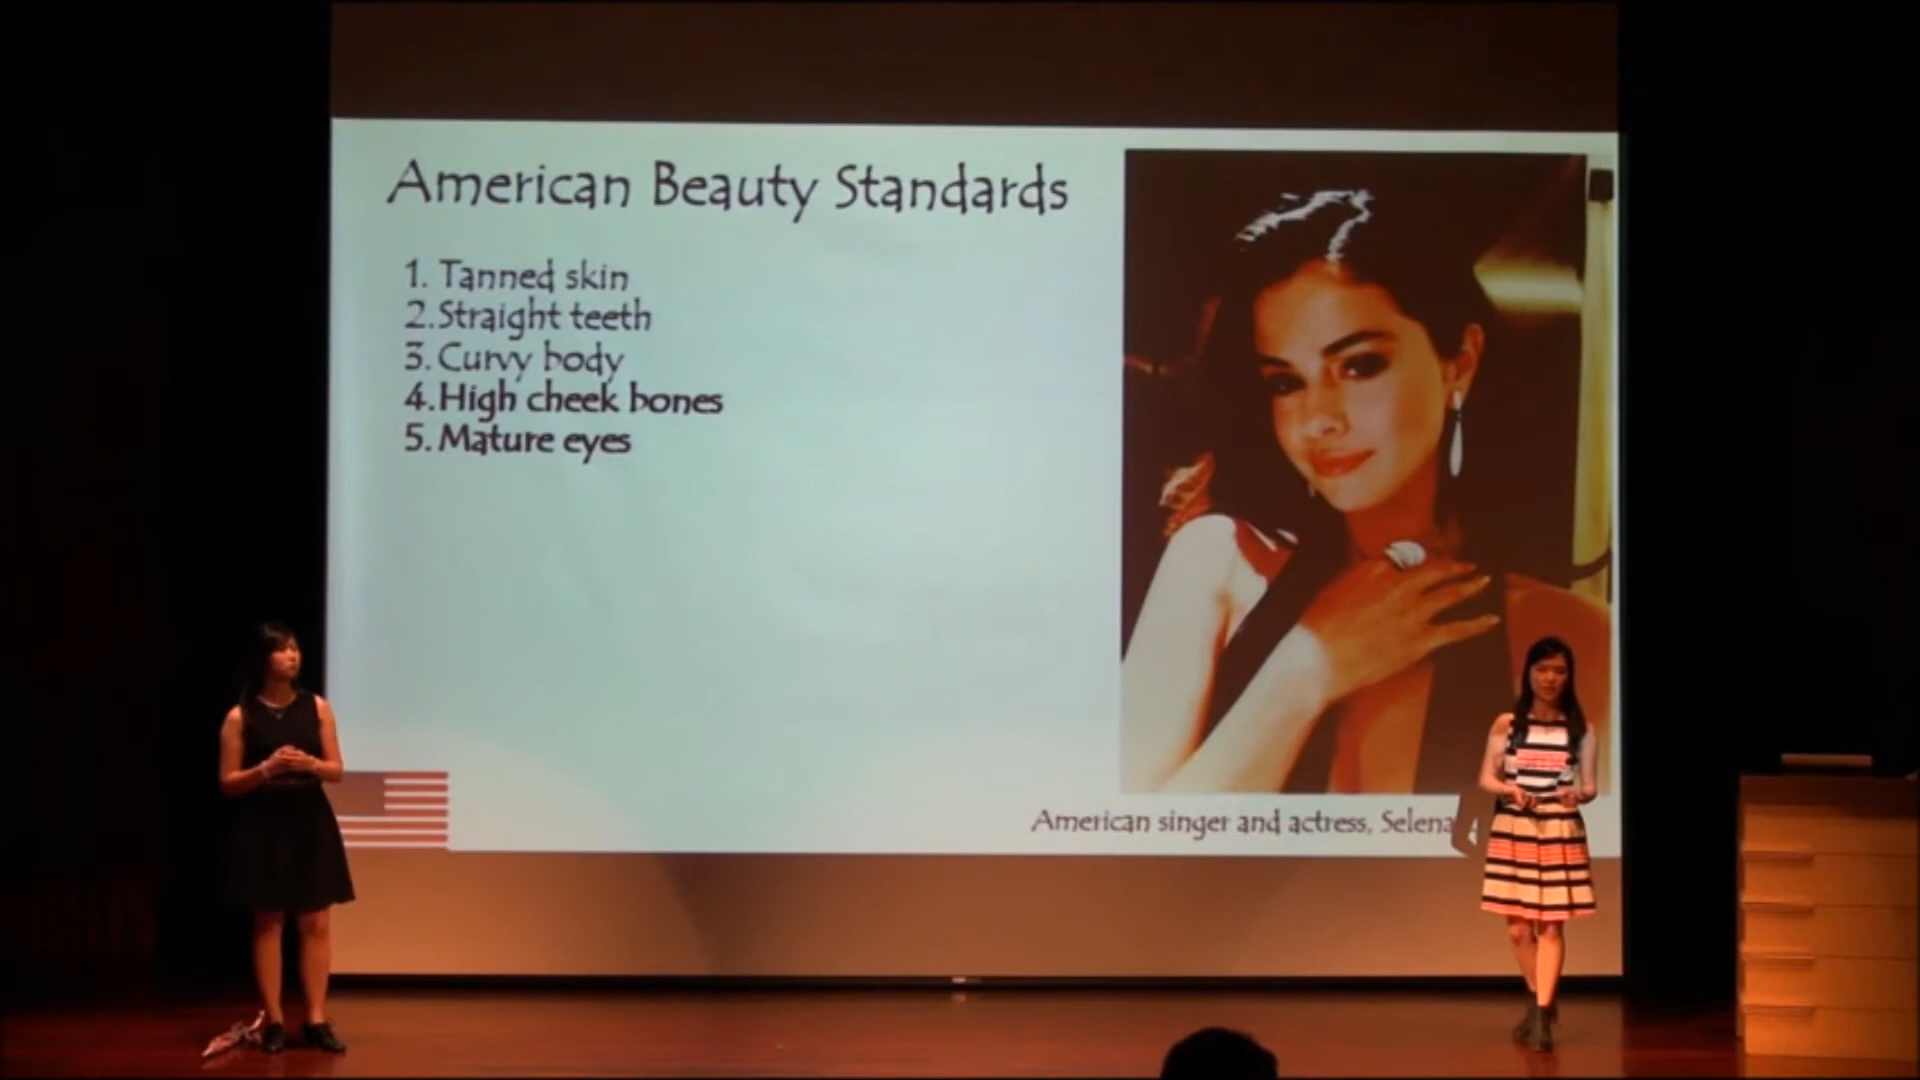 American Beauty Standards
1. Tanned skin
2. Straight teeth
3. Curvy body
4. High cheek bones
5. Mature eyes
American singer and actress, Selena